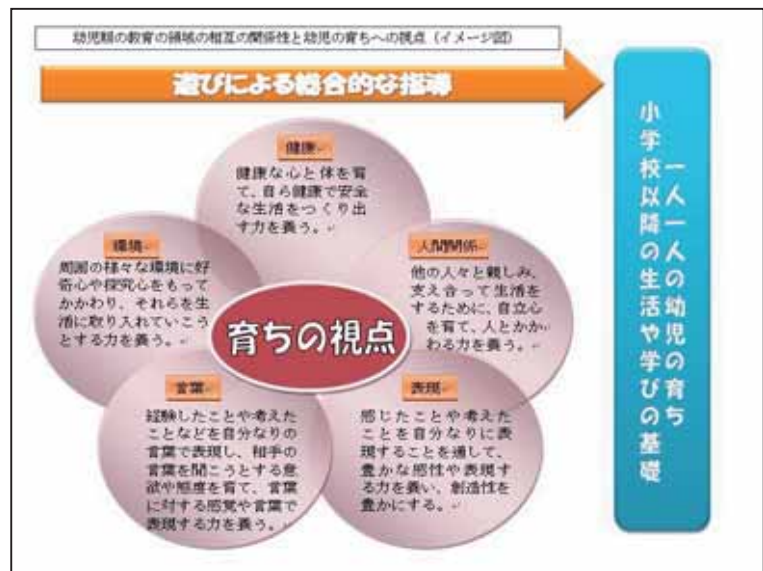 幼児期の教育の領域の相互の関係性と幼児の育ちへの視点（イメージ図）
遊びによる総合的な指導
健康
健康な心と体を育
て、自ら健康で安全
な生活をつくり出
す力を養う。
環境
周囲の様々な環境に好
奇心や探究心をもって
かかわり、それらを生
活に取り入れていこう
とする力を養う。
人間関係
他の人々と親しみ、
支え合って生活を
するために、自立心
を育て、人とかか
わる力を養う。
育ちの視点
言葉
経験したことや考えた
ことなどを自分なりの
言葉で表現し、相手の
言葉を聞こうとする意
欲や態度を育て、言葉
に対する感覚や言葉で
表現する力を養う。
表現
感じたことや考えた
ことを自分なりに表
現することを通して、
豊かな感性や表現す
る力を養い、創造性を
豊かにする。
一人一人の幼児の育ち
小学校以降の生活や学びの基礎